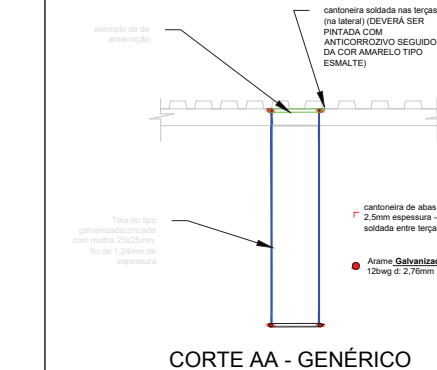 cantoneira soldada nas terças
(na lateral) (DEVERÁ SER
PINTADA COM
ANTICORROZIVO SEGUIDO
DA COR AMARELO TIPO
ESMALTE)
exemplo de de
amarração
Tela do tipo
galvanizada/zincada
com malha 25x25mm,
fio de 1,24mm de
espessura
cantoneira de abas
2,5mm espessura -
soldada entre terça
Arame Galvanizad
12bwg d: 2,76mm
CORTE AA - GENÉRICO